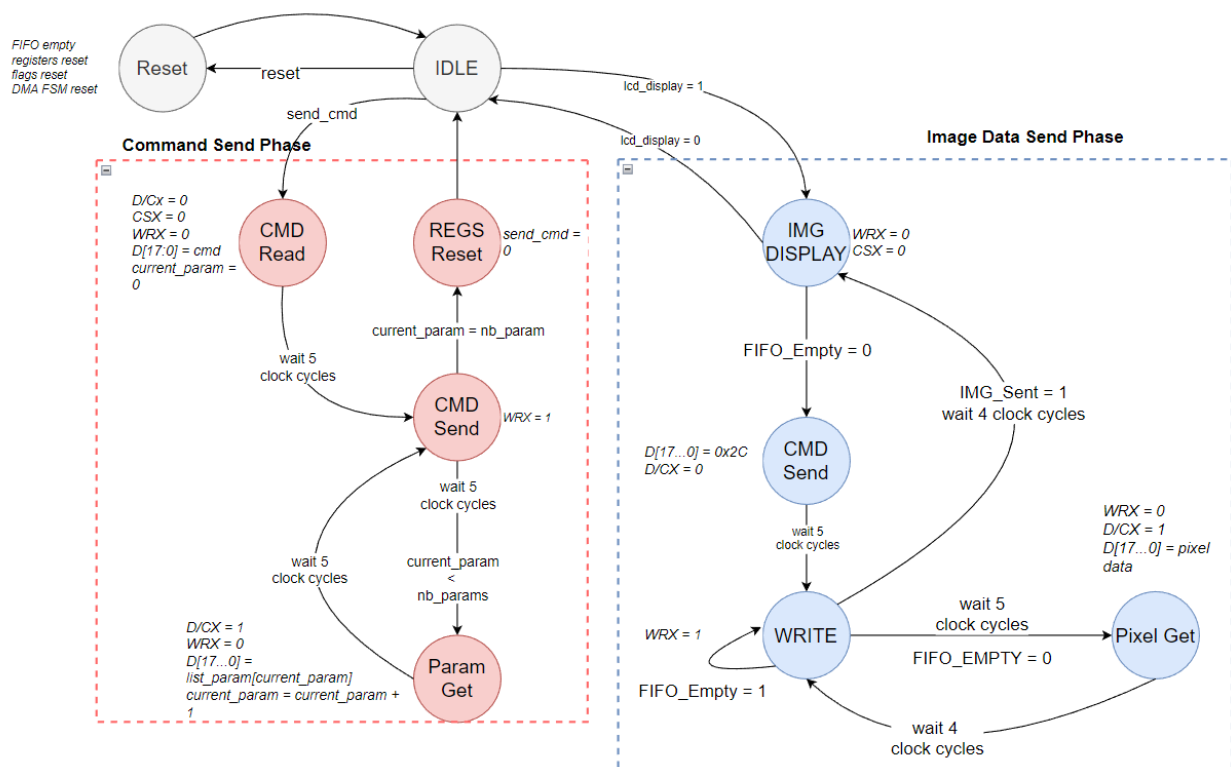 FIFO empty
registers reset
flags reset
DMA FSM reset
Reset
reset
IDLE
send_cmd
lcd_display = 1
lcd_display = 0
Command Send Phase
D/Cx = 0
CSX = 0
WRX = 0
D[17:0] = cmd
current_param =
0
CMD
Read
REGS
Reset
send_cmd =
0
current_param = nb_param
wait 5
clock cycles
CMD
Send
WRX = 1
wait 5
clock cycles
current_param
<
nb_params
wait 5
clock cycles
D/CX = 1
WRX = 0
D[17...0] =
list_param[current_param]
current_param = current_param +
1
Param
Get
Image Data Send Phase
IMG
DISPLAY
WRX = 0
CSX = 0
FIFO_Empty = 0
IMG_Sent = 1
wait 4 clock cycles
D[17...0] = 0x2C
D/CX = 0
CMD
Send
wait 5
clock cycles
WRX = 0
D/CX = 1
D[17...0] = pixel
data
WRX = 1
WRITE
wait 5
clock cycles
FIFO_EMPTY = 0
Pixel Get
FIFO_Empty = 1
wait 4
clock cycles